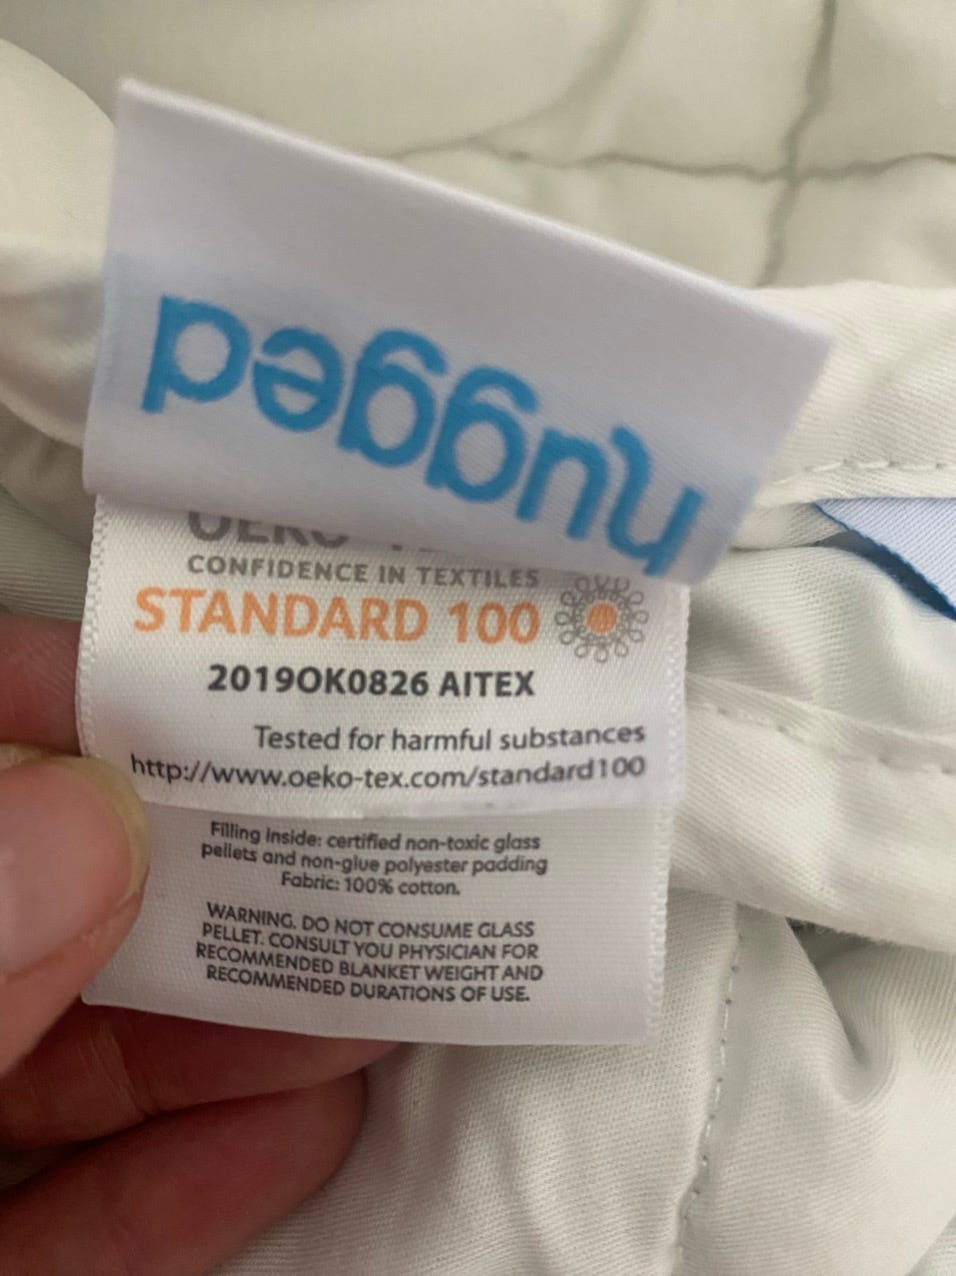 hugged
OEKO-TEX
CONFIDENCE IN TEXTILES
STANDARD 100
2019OK0826 AITEX
Tested for harmful substances
http://www.oeko-tex.com/standard100
Filling inside: certified non-toxic glass
pellets and non-glue polyester padding
Fabric: 100% cotton.
WARNING. DO NOT CONSUME GLASS
PELLET. CONSULT YOU PHYSICIAN FOR
RECOMMENDED BLANKET WEIGHT AND
RECOMMENDED DURATIONS OF USE.